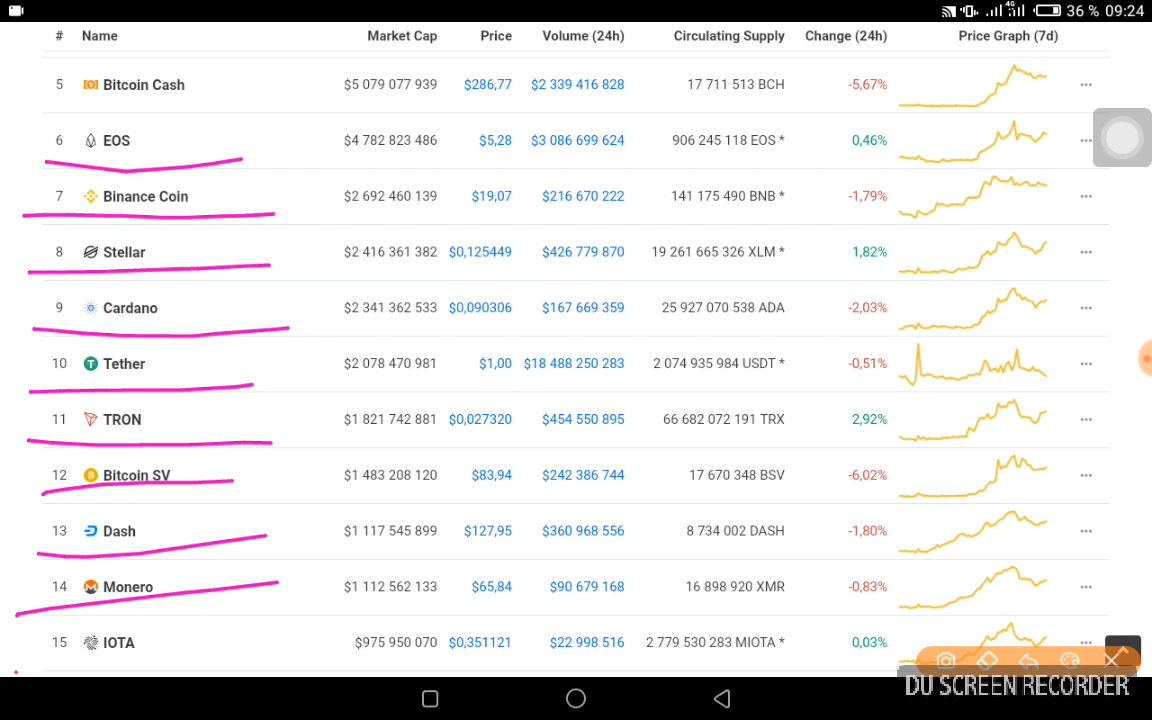 4G 36 % 09:24
# Name Market Cap Price Volume (24h) Circulating Supply Change (24h) Price Graph (7d)
5 Bitcoin Cash $5 079 077 939 $286,77 $2 339 416 828 17 711 513 BCH -5,67%
6 EOS $4 782 823 486 $5,28 $3 086 699 624 906 245 118 EOS * 0,46%
7 Binance Coin $2 692 460 139 $19,07 $216 670 222 141 175 490 BNB * -1,79%
8 Stellar $2 416 361 382 $0,125449 $426 779 870 19 261 665 326 XLM * 1,82%
9 Cardano $2 341 362 533 $0,090306 $167 669 359 25 927 070 538 ADA -2,03%
10 Tether $2 078 470 981 $1,00 $18 488 250 283 2 074 935 984 USDT * -0,51%
11 TRON $1 821 742 881 $0,027320 $454 550 895 66 682 072 191 TRX 2,92%
12 Bitcoin SV $1 483 208 120 $83,94 $242 386 744 17 670 348 BSV -6,02%
13 Dash $1 117 545 899 $127,95 $360 968 556 8 734 002 DASH -1,80%
14 Monero $1 112 562 133 $65,84 $90 679 168 16 898 920 XMR -0,83%
15 IOTA $975 950 070 $0,351121 $22 998 516 2 779 530 283 MIOTA * 0,03%
DU SCREEN RECORDER